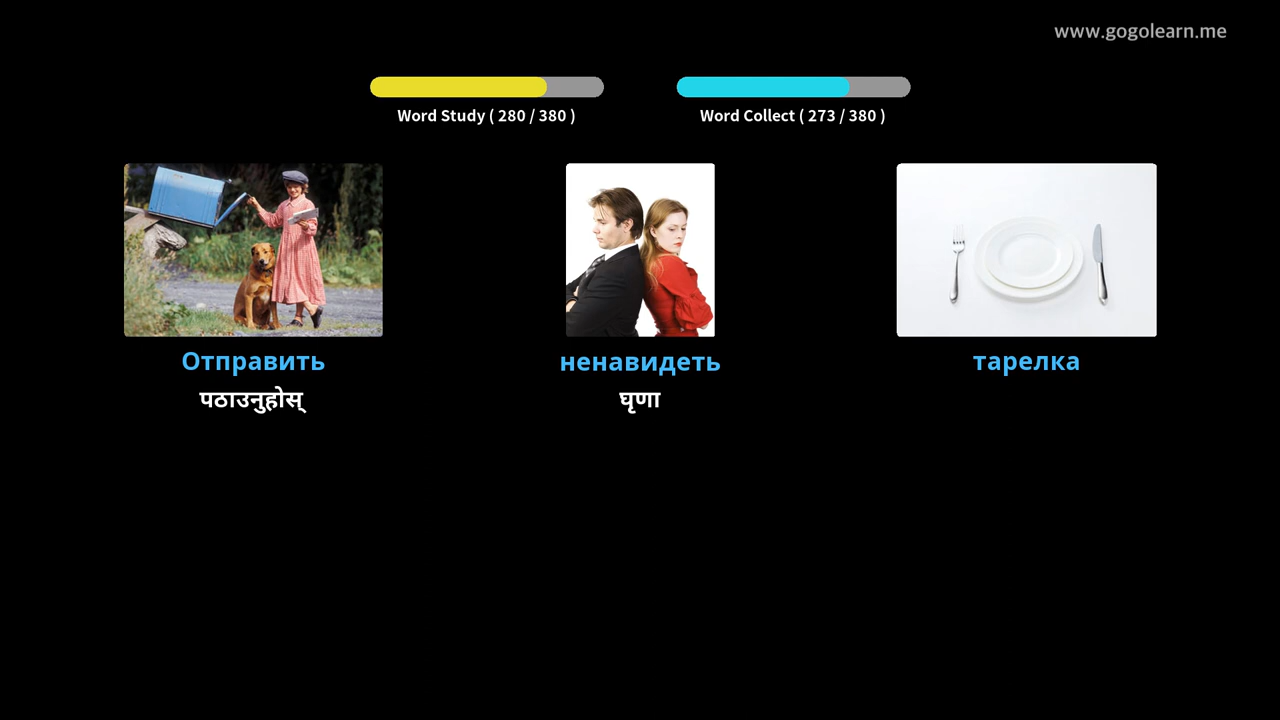 www.gogolearn.me
Word Study ( 280 / 380 )
Word Collect ( 273 / 380 )
Отправить
ненавидеть
тарелка
पठाउनुहोस्
घृणा